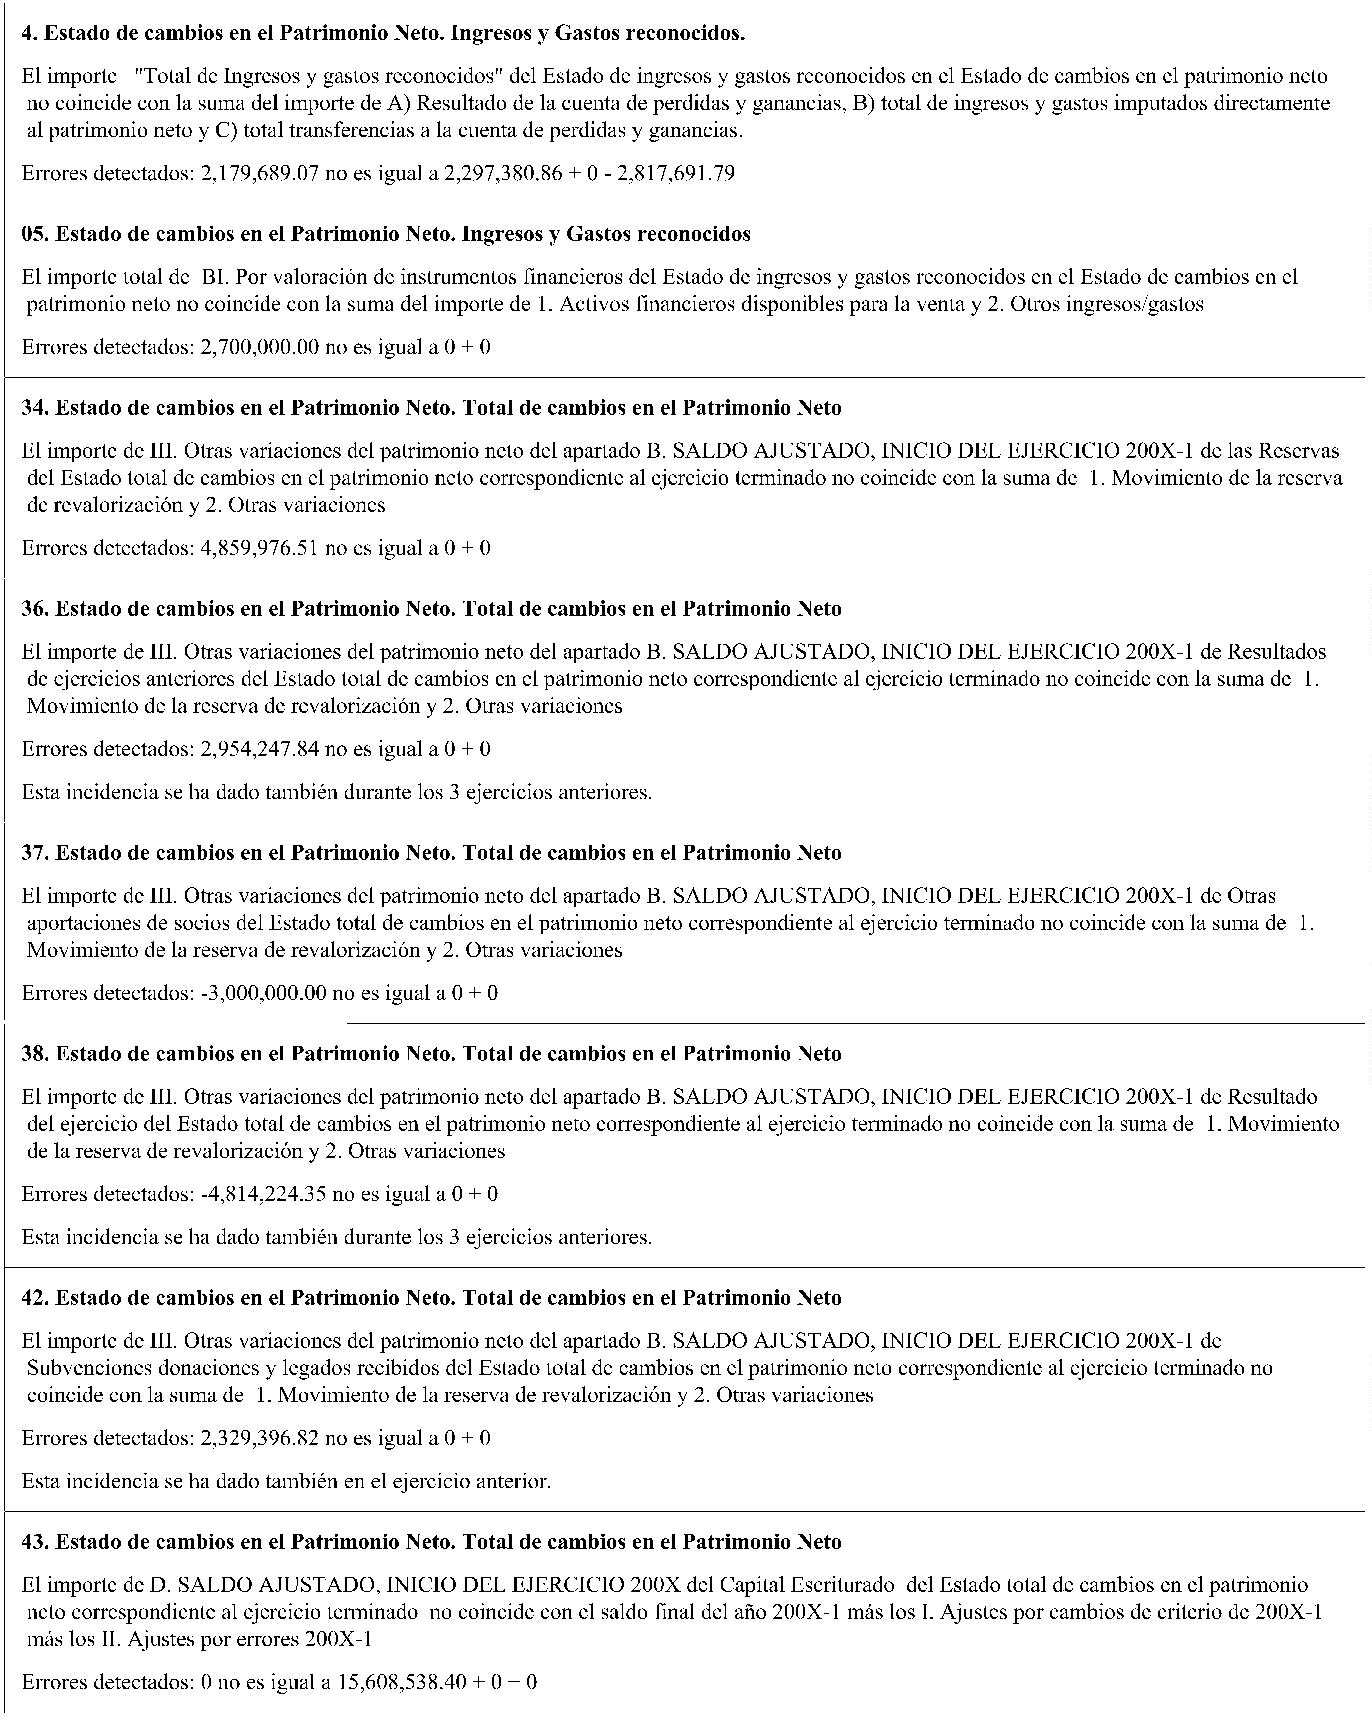 4. Estado de cambios en el Patrimonio Neto. Ingresos y Gastos reconocidos.
El importe "Total de Ingresos y gastos reconocidos" del Estado de ingresos y gastos reconocidos en el Estado de cambios en el patrimonio neto
no coincide con la suma del importe de A) Resultado de la cuenta de perdidas y ganancias, B) total de ingresos y gastos imputados directamente
al patrimonio neto y C) total transferencias a la cuenta de perdidas y ganancias.
Errores detectados: 2,179,689.07 no es igual a 2,297,380.86 + 0 - 2,817,691.79
05. Estado de cambios en el Patrimonio Neto. Ingresos y Gastos reconocidos
El importe total de BI. Por valoración de instrumentos financieros del Estado de ingresos y gastos reconocidos en el Estado de cambios en el
patrimonio neto no coincide con la suma del importe de 1. Activos financieros disponibles para la venta y 2. Otros ingresos/gastos
Errores detectados: 2,700,000.00 no es igual a 0 + 0
34. Estado de cambios en el Patrimonio Neto. Total de cambios en el Patrimonio Neto
El importe de III. Otras variaciones del patrimonio neto del apartado B. SALDO AJUSTADO, INICIO DEL EJERCICIO 200X-1 de las Reservas
del Estado total de cambios en el patrimonio neto correspondiente al ejercicio terminado no coincide con la suma de 1. Movimiento de la reserva
de revalorización y 2. Otras variaciones
Errores detectados: 4,859,976.51 no es igual a 0 + 0
36. Estado de cambios en el Patrimonio Neto. Total de cambios en el Patrimonio Neto
El importe de III. Otras variaciones del patrimonio neto del apartado B. SALDO AJUSTADO, INICIO DEL EJERCICIO 200X-1 de Resultados
de ejercicios anteriores del Estado total de cambios en el patrimonio neto correspondiente al ejercicio terminado no coincide con la suma de 1.
Movimiento de la reserva de revalorización y 2. Otras variaciones
Errores detectados: 2,954,247.84 no es igual a 0 + 0
Esta incidencia se ha dado también durante los 3 ejercicios anteriores.
37. Estado de cambios en el Patrimonio Neto. Total de cambios en el Patrimonio Neto
El importe de III. Otras variaciones del patrimonio neto del apartado B. SALDO AJUSTADO, INICIO DEL EJERCICIO 200X-1 de Otras
aportaciones de socios del Estado total de cambios en el patrimonio neto correspondiente al ejercicio terminado no coincide con la suma de 1.
Movimiento de la reserva de revalorización y 2. Otras variaciones
Errores detectados: -3,000,000.00 no es igual a 0 + 0
38. Estado de cambios en el Patrimonio Neto. Total de cambios en el Patrimonio Neto
El importe de III. Otras variaciones del patrimonio neto del apartado B. SALDO AJUSTADO, INICIO DEL EJERCICIO 200X-1 de Resultado
del ejercicio del Estado total de cambios en el patrimonio neto correspondiente al ejercicio terminado no coincide con la suma de 1. Movimiento
de la reserva de revalorización y 2. Otras variaciones
Errores detectados: -4,814,224.35 no es igual a 0 + 0
Esta incidencia se ha dado también durante los 3 ejercicios anteriores.
42. Estado de cambios en el Patrimonio Neto. Total de cambios en el Patrimonio Neto
El importe de III. Otras variaciones del patrimonio neto del apartado B. SALDO AJUSTADO, INICIO DEL EJERCICIO 200X-1 de
Subvenciones donaciones y legados recibidos del Estado total de cambios en el patrimonio neto correspondiente al ejercicio terminado no
coincide con la suma de 1. Movimiento de la reserva de revalorización y 2. Otras variaciones
Errores detectados: 2,329,396.82 no es igual a 0 + 0
Esta incidencia se ha dado también en el ejercicio anterior.
43. Estado de cambios en el Patrimonio Neto. Total de cambios en el Patrimonio Neto
El importe de D. SALDO AJUSTADO, INICIO DEL EJERCICIO 200X del Capital Escriturado del Estado total de cambios en el patrimonio
neto correspondiente al ejercicio terminado no coincide con el saldo final del año 200X-1 más los I. Ajustes por cambios de criterio de 200X-1
más los II. Ajustes por errores 200X-1
Errores detectados: 0 no es igual a 15,608,538.40 + 0 − 0